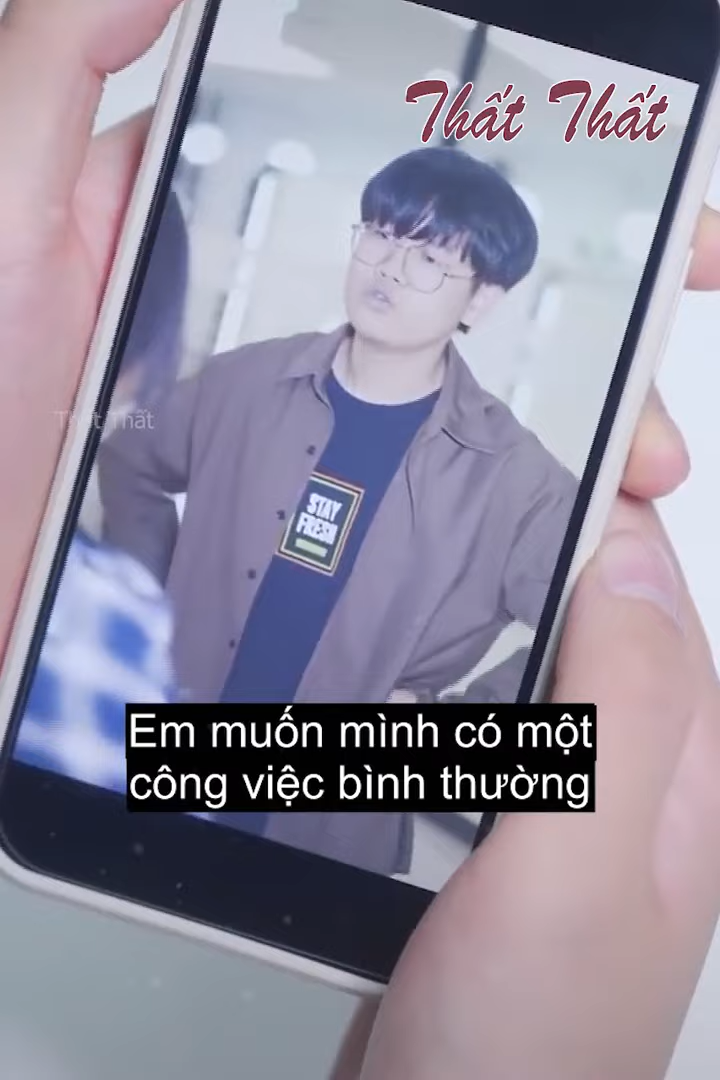 Thất Thất
Thất Thất
STAY
FRESH
Em muốn mình có một
công việc bình thường